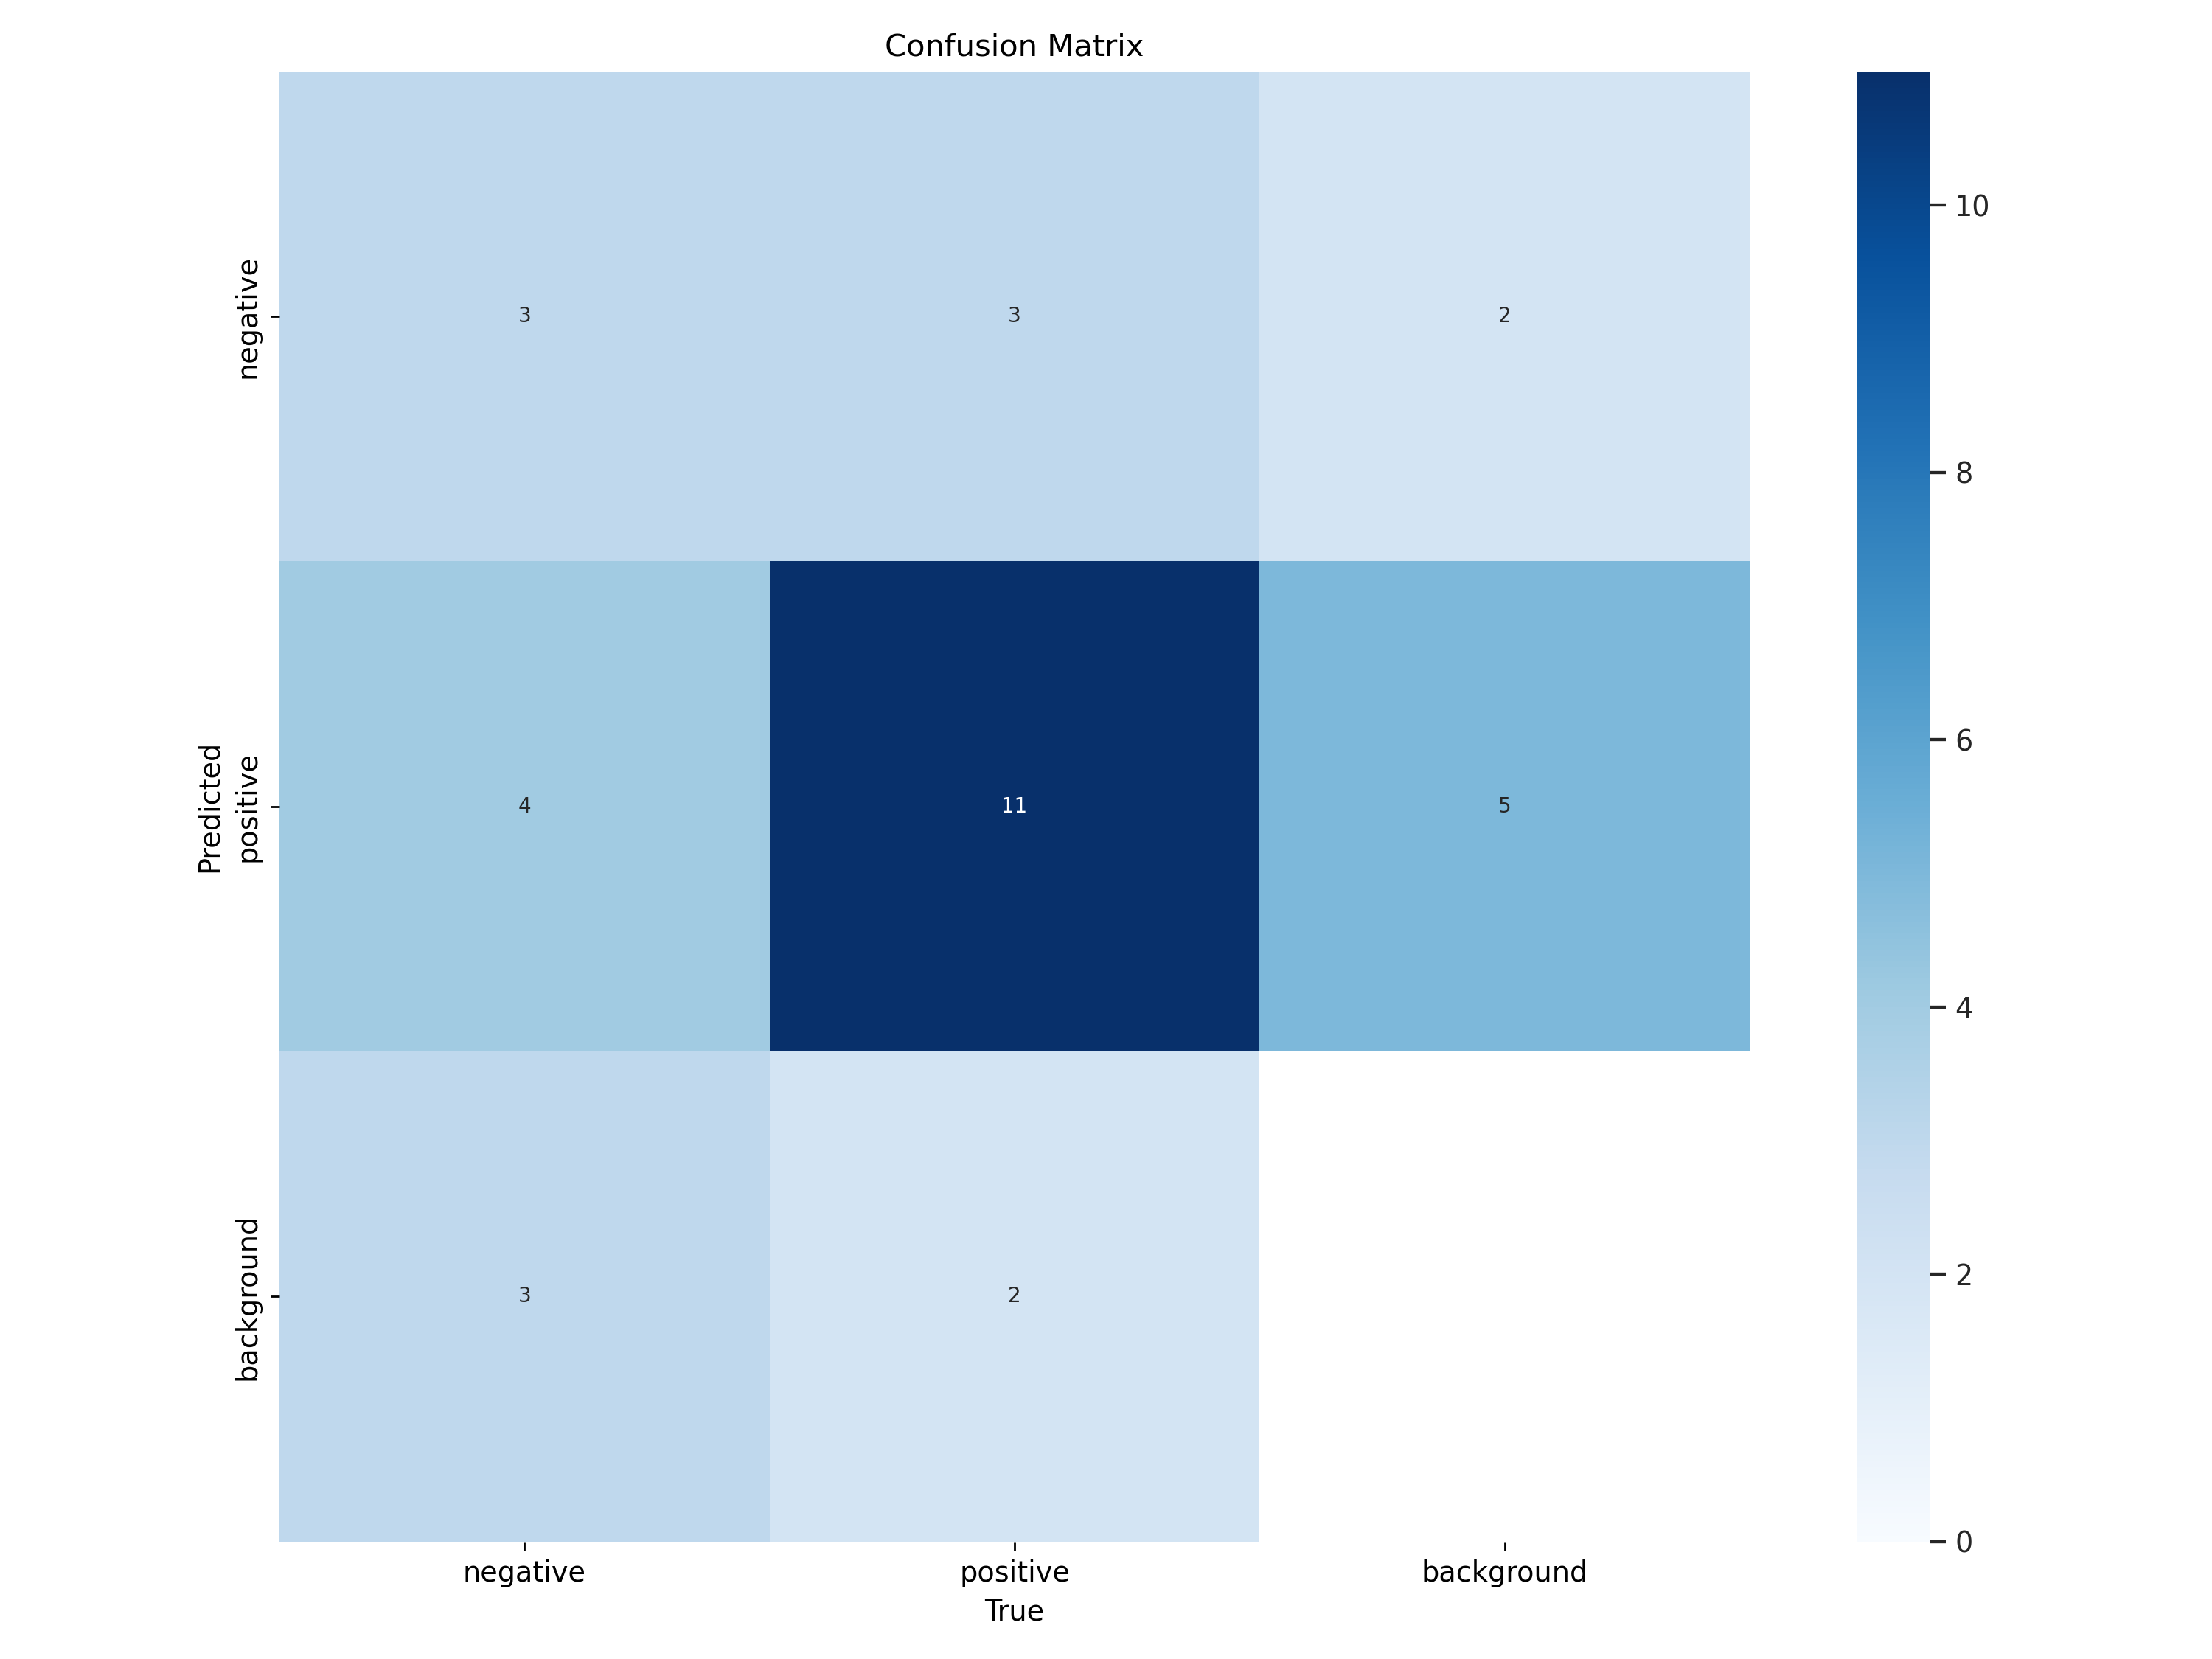 Confusion Matrix
negative
3
3
2
10
8
6
Predicted
positive
4
11
5
4
background
3
2
2
0
negative
positive
background
True